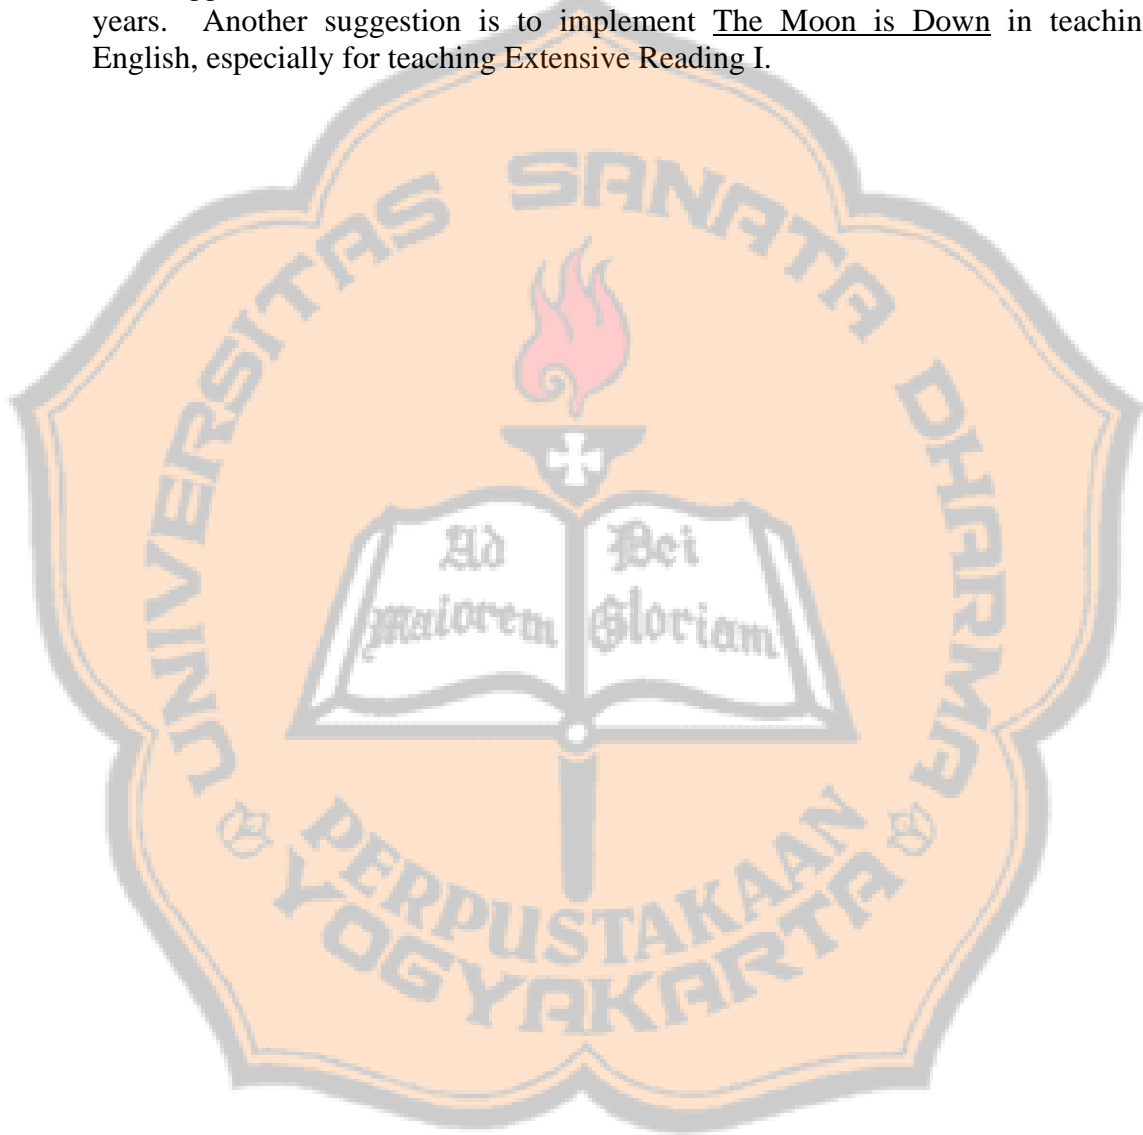 years. Another suggestion is to implement The Moon is Down in teachin
English, especially for teaching Extensive Reading I.
UNIVERSITAS SANATA DHARMA
Ad Dei
Maiorem Gloriam
PERPUSTAKAAN
YOGYAKARTA